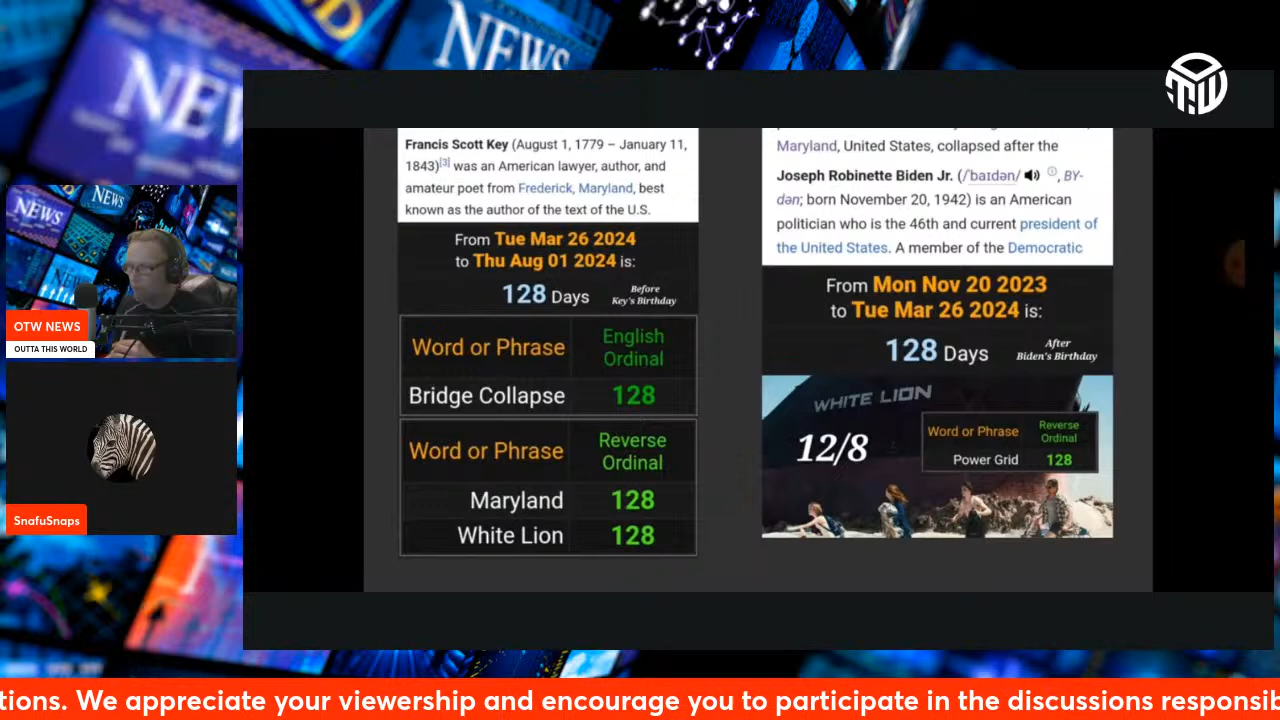 NEWS
NEW
NEWS
NEWS
OTW NEWS
OUTTA THIS WORLD
SnafuSnaps
Francis Scott Key (August 1, 1779 – January 11,
1843)[3] was an American lawyer, author, and
amateur poet from Frederick, Maryland, best
known as the author of the text of the U.S.
From Tue Mar 26 2024
to Thu Aug 01 2024 is:
128 Days
Before
Key's Birthday
Word or Phrase English
Ordinal
Bridge Collapse 128
Word or Phrase Reverse
Ordinal
Maryland 128
White Lion 128
Maryland, United States, collapsed after the
Joseph Robinette Biden Jr. (/ˈbaɪdən/ , BY-
dən; born November 20, 1942) is an American
politician who is the 46th and current president of
the United States. A member of the Democratic
From Mon Nov 20 2023
to Tue Mar 26 2024 is:
128 Days
After
Biden's Birthday
WHITE LION
12/8
Word or Phrase Reverse
Ordinal
Power Grid 128
tions. We appreciate your viewership and encourage you to participate in the discussions responsib